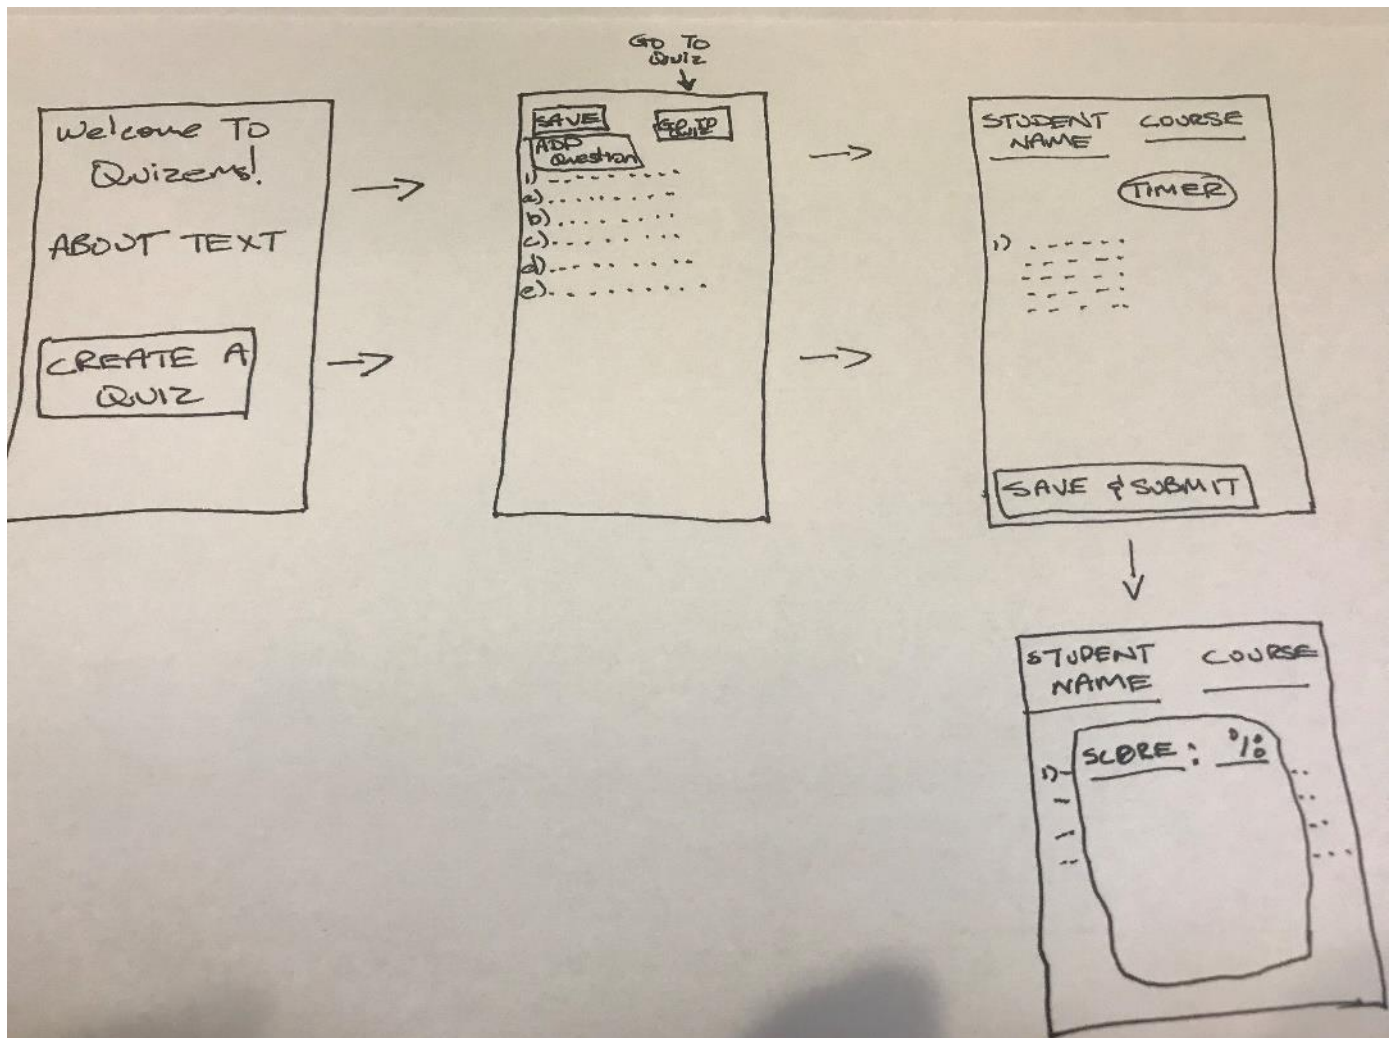 Welcome TO
Quizems!
ABOUT TEXT
CREATE A
QUIZ
GO TO
QUIZ
SAVE
GO TO
QUIZ
ADD
Question
1)
a)
b)
c)
d)
e)
STUDENT COURSE
NAME
TIMER
1)
SAVE & SUBMIT
STUDENT COURSE
NAME
SCORE: %
1)